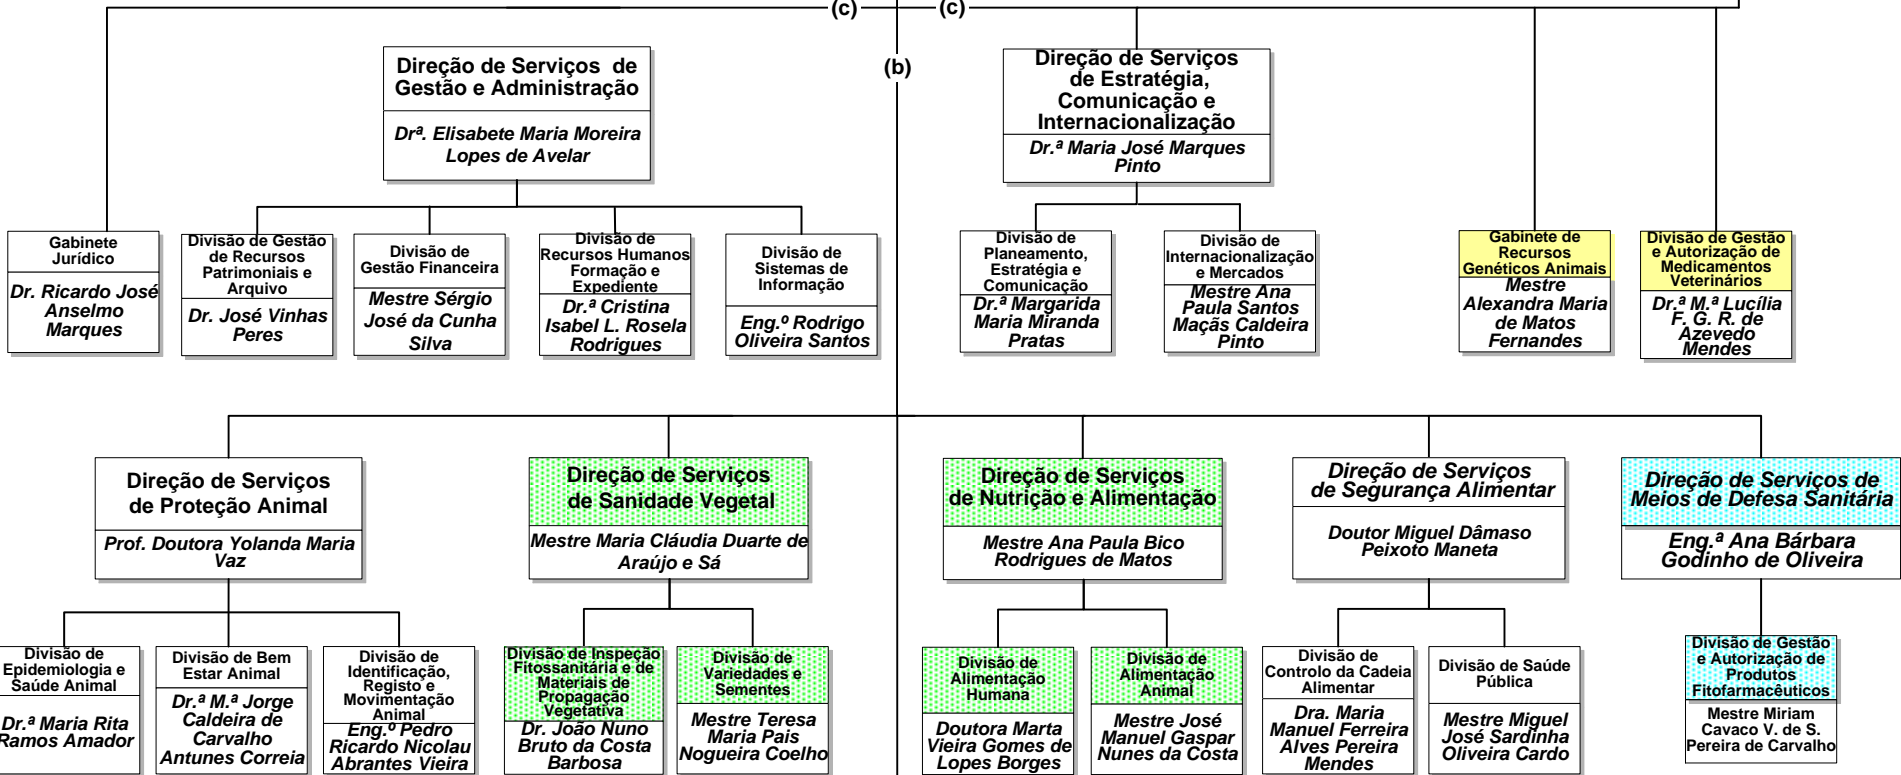 (c)
(c)
(b)
Direção de Serviços de
Gestão e Administração
Drª. Elisabete Maria Moreira
Lopes de Avelar
Direção de Serviços
de Estratégia,
Comunicação e
Internacionalização
Dr.ª Maria José Marques
Pinto
Gabinete
Jurídico
Dr. Ricardo José
Anselmo
Marques
Divisão de Gestão
de Recursos
Patrimoniais e
Arquivo
Dr. José Vinhas
Peres
Divisão de
Gestão Financeira
Mestre Sérgio
José da Cunha
Silva
Divisão de
Recursos Humanos
Formação e
Expediente
Dr.ª Cristina
Isabel L. Rosela
Rodrigues
Divisão de
Sistemas de
Informação
Eng.º Rodrigo
Oliveira Santos
Divisão de
Planeamento,
Estratégia e
Comunicação
Dr.ª Margarida
Maria Miranda
Pratas
Divisão de
Internacionalização
e Mercados
Mestre Ana
Paula Santos
Maçãs Caldeira
Pinto
Gabinete de
Recursos
Genéticos Animais
Mestre
Alexandra Maria
de Matos
Fernandes
Divisão de Gestão
e Autorização de
Medicamentos
Veterinários
Dr.ª M.ª Lucília
F. G. R. de
Azevedo
Mendes
Direção de Serviços
de Proteção Animal
Prof. Doutora Yolanda Maria
Vaz
Direção de Serviços
de Sanidade Vegetal
Mestre Maria Cláudia Duarte de
Araújo e Sá
Direção de Serviços
de Nutrição e Alimentação
Mestre Ana Paula Bico
Rodrigues de Matos
Direção de Serviços
de Segurança Alimentar
Doutor Miguel Dâmaso
Peixoto Maneta
Direção de Serviços de
Meios de Defesa Sanitária
Eng.ª Ana Bárbara
Godinho de Oliveira
Divisão de
Epidemiologia e
Saúde Animal
Dr.ª Maria Rita
Ramos Amador
Divisão de Bem
Estar Animal
Dr.ª M.ª Jorge
Caldeira de
Carvalho
Antunes Correia
Divisão de
Identificação,
Registo e
Movimentação
Animal
Eng.º Pedro
Ricardo Nicolau
Abrantes Vieira
Divisão de Inspeção
Fitossanitária e de
Materiais de
Propagação
Vegetativa
Dr. João Nuno
Bruto da Costa
Barbosa
Divisão de
Variedades e
Sementes
Mestre Teresa
Maria Pais
Nogueira Coelho
Divisão de
Alimentação
Humana
Doutora Marta
Vieira Gomes de
Lopes Borges
Divisão de
Alimentação
Animal
Mestre José
Manuel Gaspar
Nunes da Costa
Divisão de
Controlo da Cadeia
Alimentar
Dra. Maria
Manuel Ferreira
Alves Pereira
Mendes
Divisão de Saúde
Pública
Mestre Miguel
José Sardinha
Oliveira Cardo
Divisão de Gestão
e Autorização de
Produtos
Fitofarmacêuticos
Mestre Miriam
Cavaco V. de S.
Pereira de Carvalho